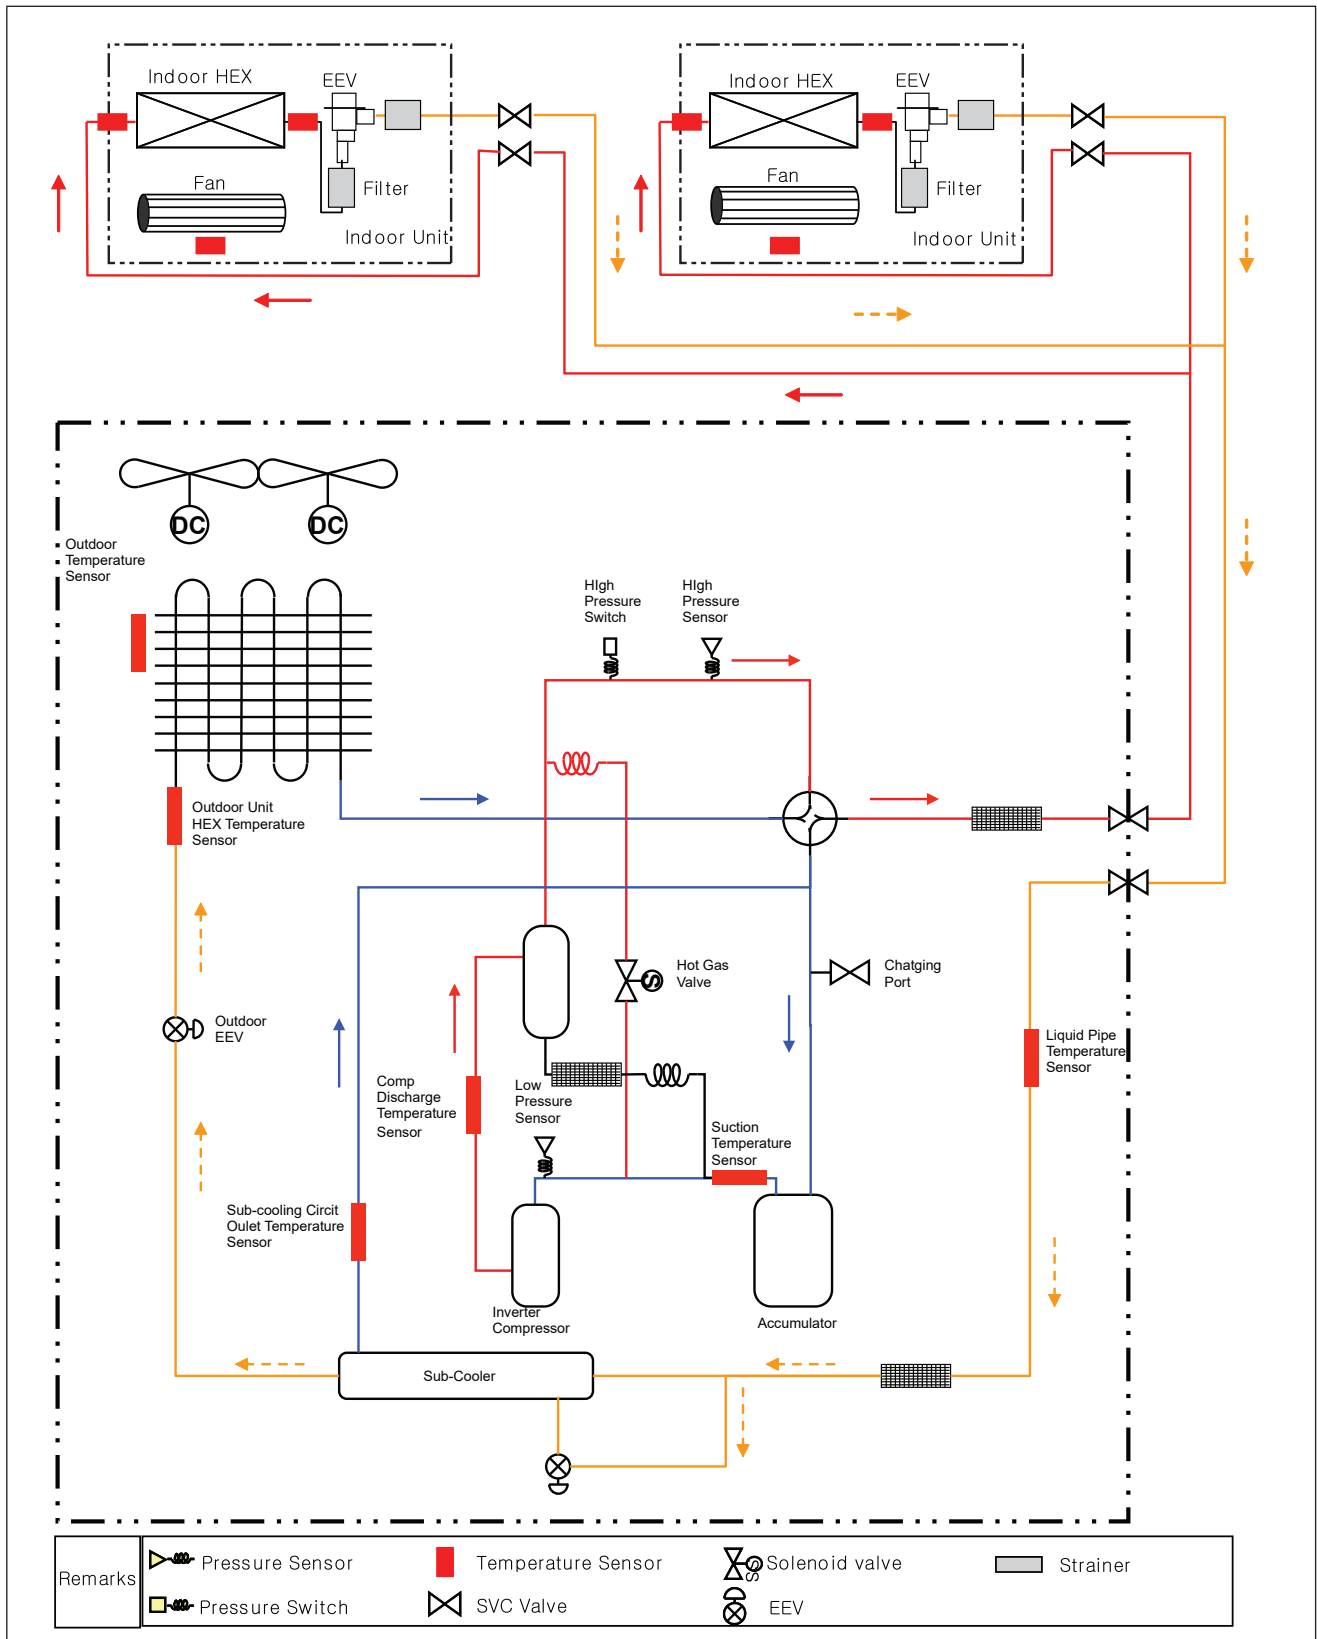 Indoor HEX
EEV
Fan
Filter
Indoor Unit
Indoor HEX
EEV
Fan
Filter
Indoor Unit
DC
DC
Outdoor
Temperature
Sensor
HIgh
Pressure
Switch
HIgh
Pressure
Sensor
Outdoor Unit
HEX Temperature
Sensor
Hot Gas
Valve
S
Chatging
Port
Outdoor
EEV
Liquid Pipe
Temperature
Sensor
Comp
Discharge
Temperature
Sensor
Low
Pressure
Sensor
Suction
Temperature
Sensor
Sub-cooling Circit
Oulet Temperature
Sensor
Inverter
Compressor
Accumulator
Sub-Cooler
Remarks
Pressure Sensor
Temperature Sensor
S
Solenoid valve
Strainer
Pressure Switch
SVC Valve
EEV